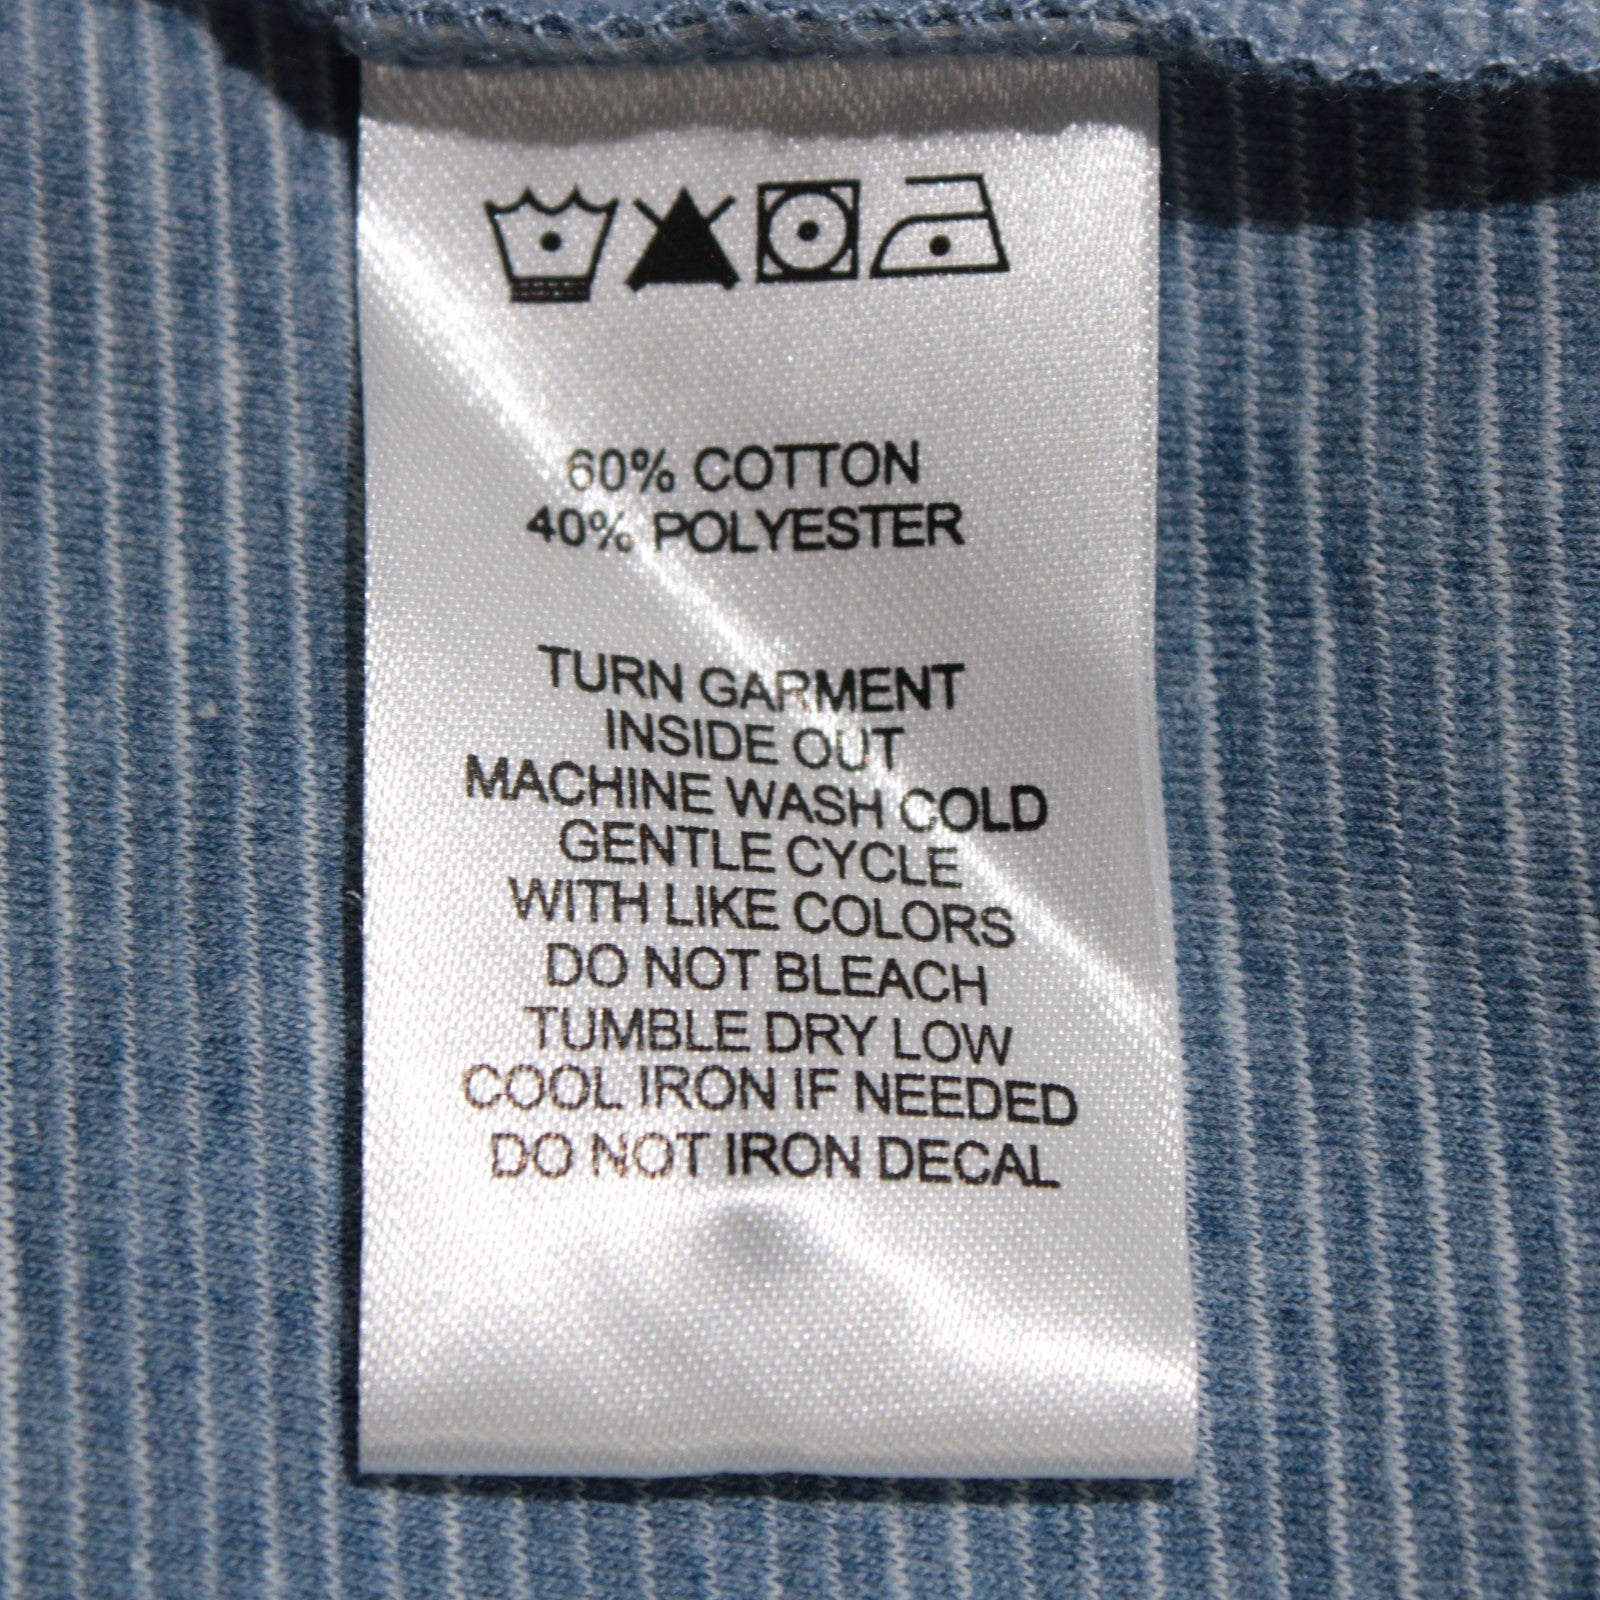 60% COTTON
40% POLYESTER
TURN GARMENT
INSIDE OUT
MACHINE WASH COLD
GENTLE CYCLE
WITH LIKE COLORS
DO NOT BLEACH
TUMBLE DRY LOW
COOL IRON IF NEEDED
DO NOT IRON DECAL